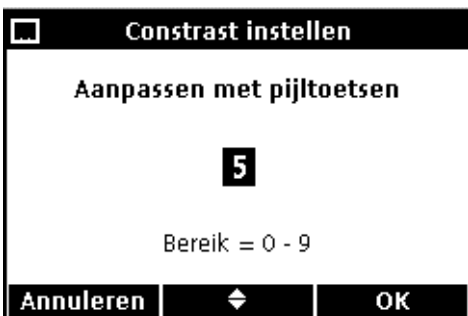 Constrast instellen
Aanpassen met pijltoetsen
5
Bereik = 0 - 9
Annuleren OK